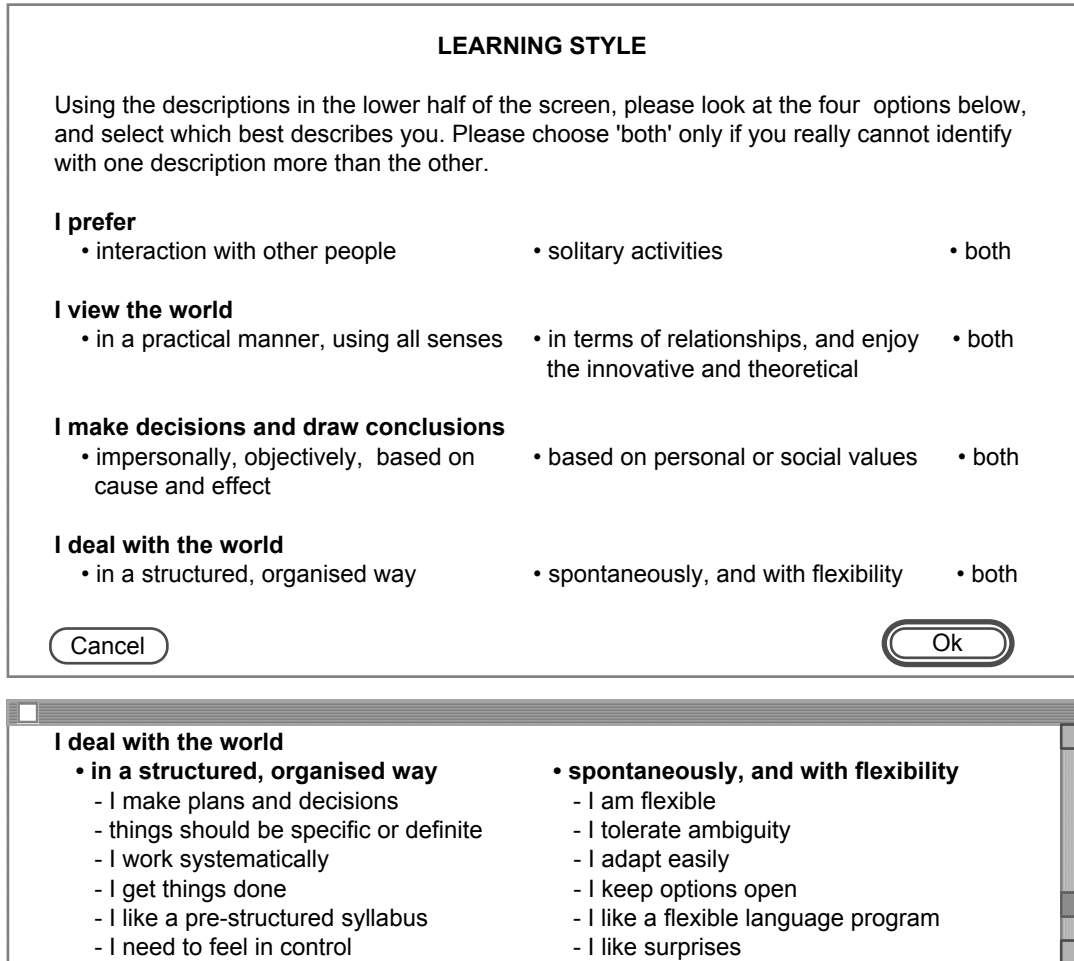 LEARNING STYLE
Using the descriptions in the lower half of the screen, please look at the four options below,
and select which best describes you. Please choose 'both' only if you really cannot identify
with one description more than the other.
I prefer
• interaction with other people • solitary activities • both
I view the world
• in a practical manner, using all senses • in terms of relationships, and enjoy • both
the innovative and theoretical
I make decisions and draw conclusions
• impersonally, objectively, based on • based on personal or social values • both
cause and effect
I deal with the world
• in a structured, organised way • spontaneously, and with flexibility • both
Cancel Ok
I deal with the world
• in a structured, organised way • spontaneously, and with flexibility
- I make plans and decisions - I am flexible
- things should be specific or definite - I tolerate ambiguity
- I work systematically - I adapt easily
- I get things done - I keep options open
- I like a pre-structured syllabus - I like a flexible language program
- I need to feel in control - I like surprises